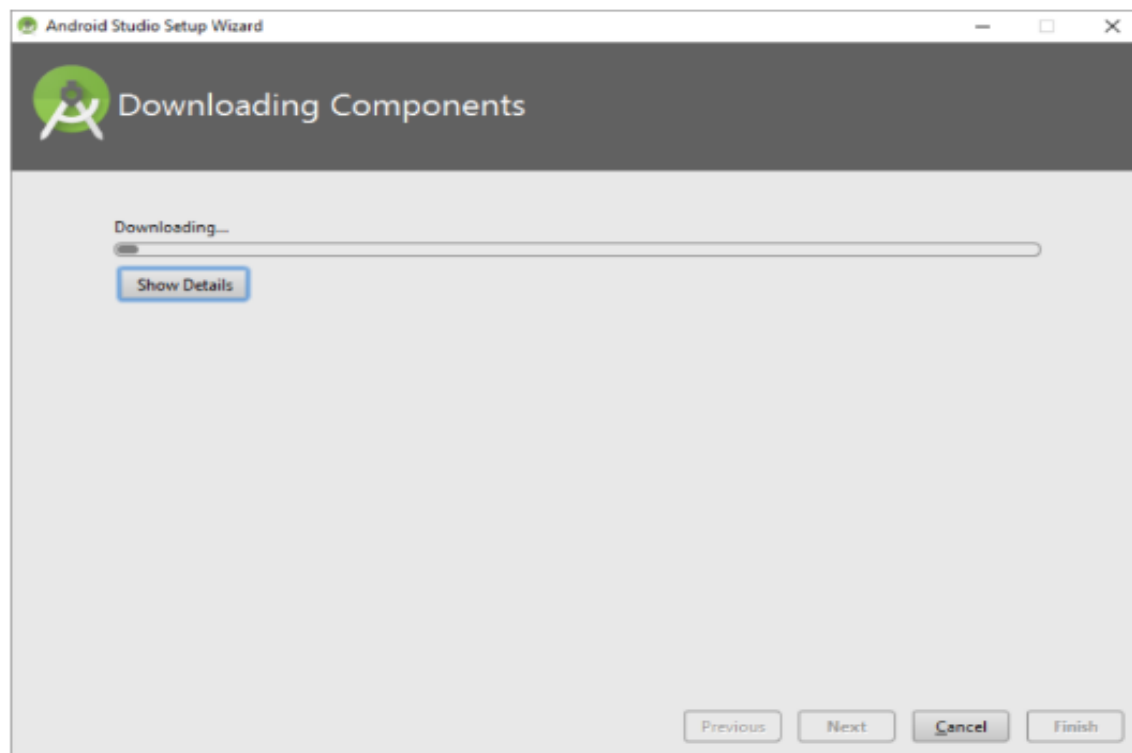 Android Studio Setup Wizard
Downloading Components
Downloading...
Show Details
Previous Next Cancel Finish